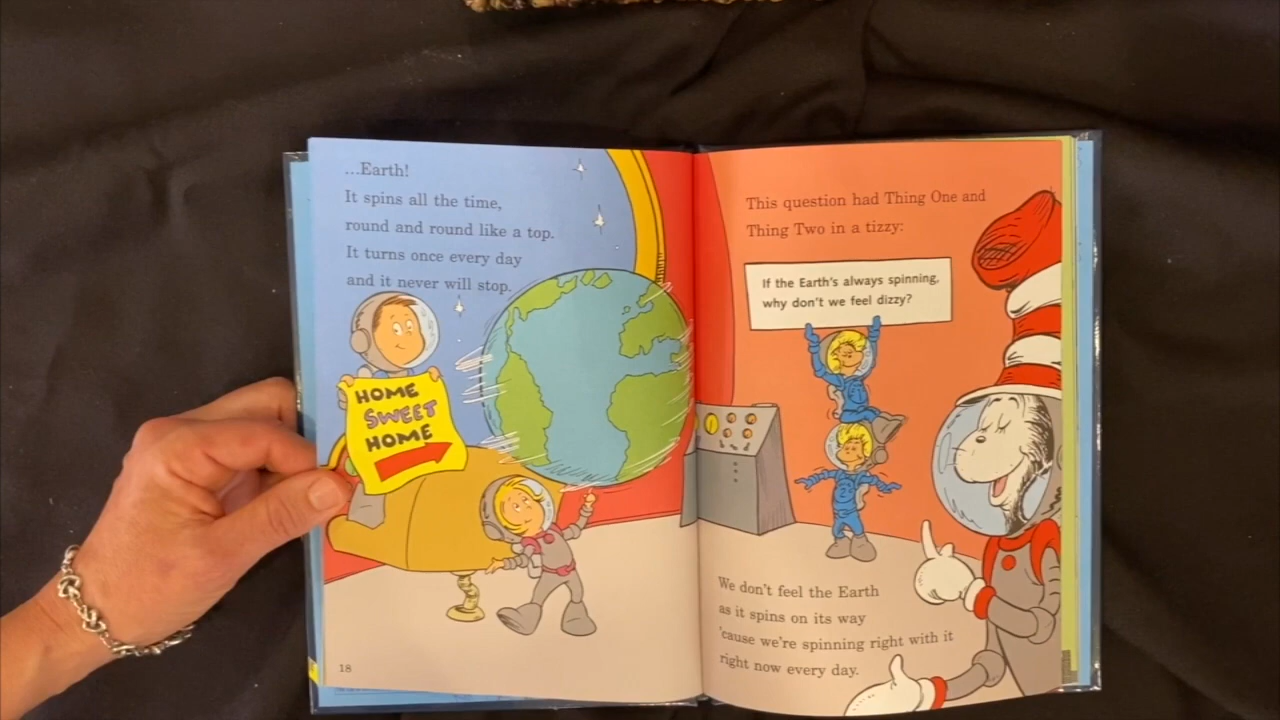 ...Earth!
It spins all the time,
round and round like a top.
It turns once every day
and it never will stop.
HOME
SWEET
HOME
18
This question had Thing One and
Thing Two in a tizzy:
If the Earth's always spinning,
why don't we feel dizzy?
We don't feel the Earth
as it spins on its way
'cause we're spinning right with it
right now every day.